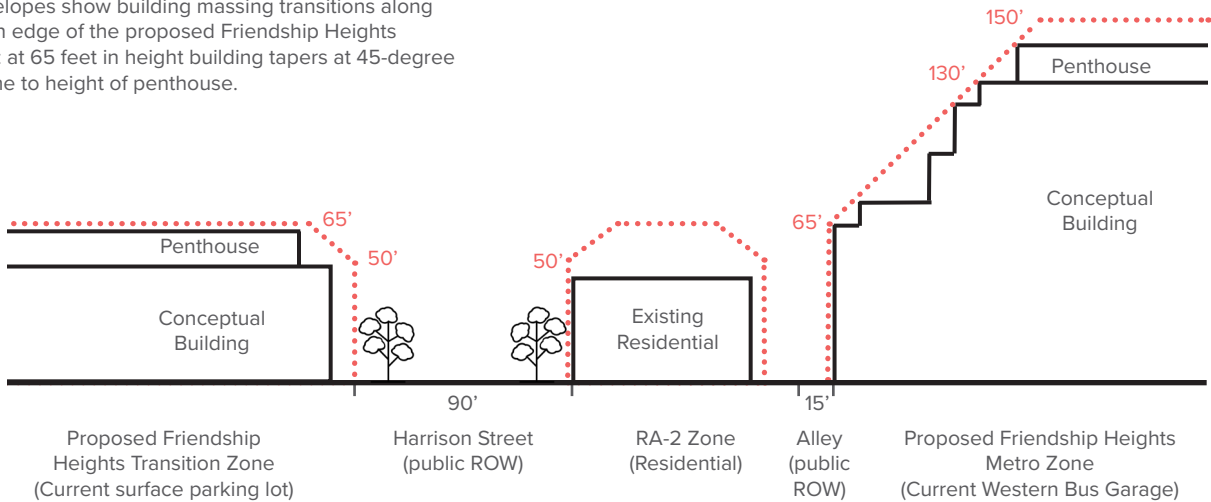 elopes show building massing transitions along
edge of the proposed Friendship Heights
at 65 feet in height building tapers at 45-degree
to height of penthouse.
150’
Penthouse
130’
Conceptual
Building
65’
65’
Penthouse
50’
50’
Conceptual
Building
Existing
Residential
90’
15’
Proposed Friendship
Heights Transition Zone
(Current surface parking lot)
Harrison Street
(public ROW)
RA-2 Zone
(Residential)
Alley
(public
ROW)
Proposed Friendship Heights
Metro Zone
(Current Western Bus Garage)